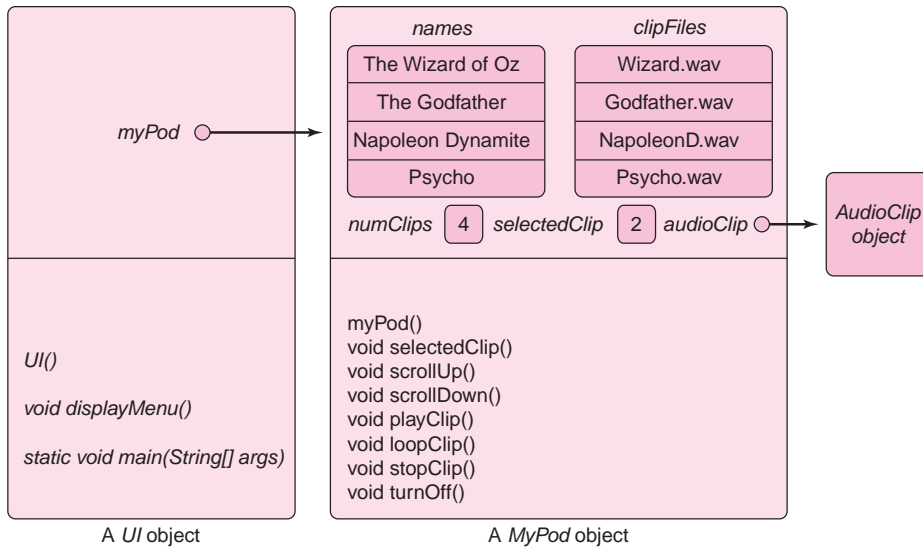 myPod
UI()
void displayMenu()
static void main(String[] args)
A UI object
names
The Wizard of Oz
The Godfather
Napoleon Dynamite
Psycho
clipFiles
Wizard.wav
Godfather.wav
NapoleonD.wav
Psycho.wav
numClips 4 selectedClip 2 audioClip
myPod()
void selectedClip()
void scrollUp()
void scrollDown()
void playClip()
void loopClip()
void stopClip()
void turnOff()
A MyPod object
AudioClip
object